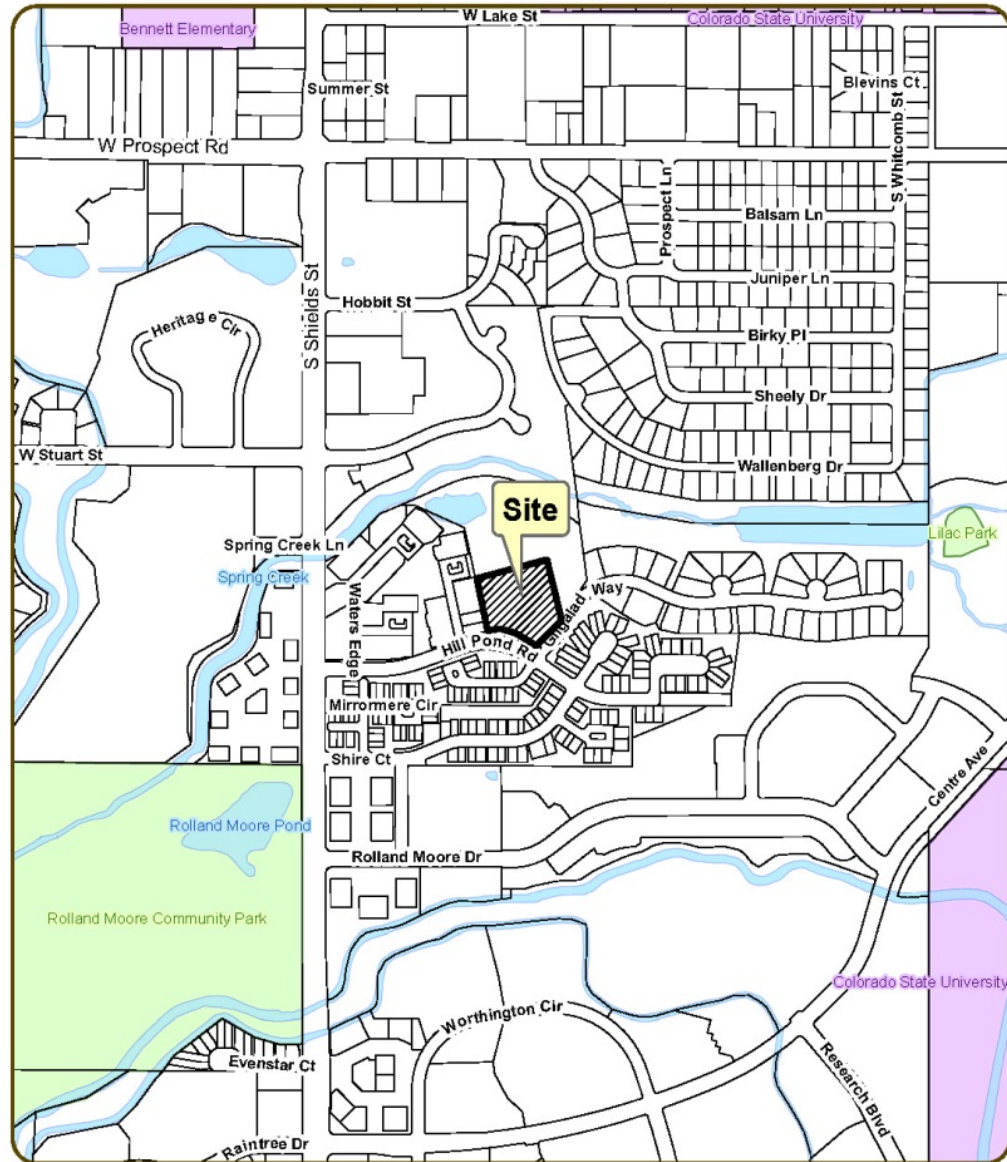 W Lake St
Colorado State University
Bennett Elementary
Summer St
Blevins Ct
W Prospect Rd
S Whitcomb St
Prospect Ln
Balsam Ln
Juniper Ln
S Shields St
Hobbit St
Heritage Cir
Birky Pl
Sheely Dr
W Stuart St
Wallenberg Dr
Site
Lilac Park
Spring Creek Ln
Spring Creek
Waters Edge
Gilgalad Way
Hill Pond Rd
Mirrormere Cir
Shire Ct
Centre Ave
Rolland Moore Pond
Rolland Moore Dr
Rolland Moore Community Park
Colorado State University
Worthington Cir
Evenstar Ct
Research Blvd
Raintree Dr